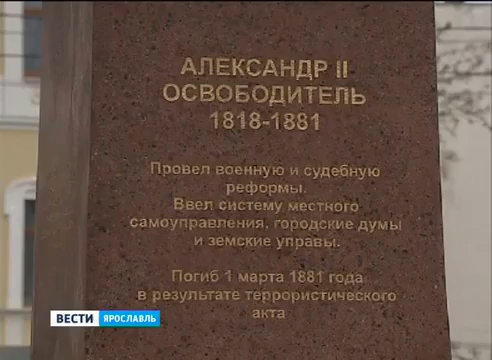 АЛЕКСАНДР II
ОСВОБОДИТЕЛЬ
1818-1881
Провел военную и судебную
реформы.
Ввел систему местного
самоуправления, городские думы
и земские управы.
Погиб 1 марта 1881 года
в результате террористического
акта
ВЕСТИ ЯРОСЛАВЛЬ